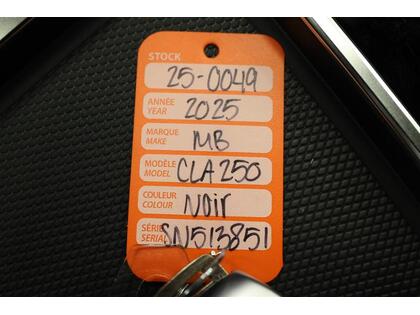 STOCK
25-0049
ANNÉE
YEAR
2025
MARQUE
MAKE
MB
MODÈLE
MODEL
CLA250
COULEUR
COLOUR
Noir
SÉRIE
SERIAL
SN513851